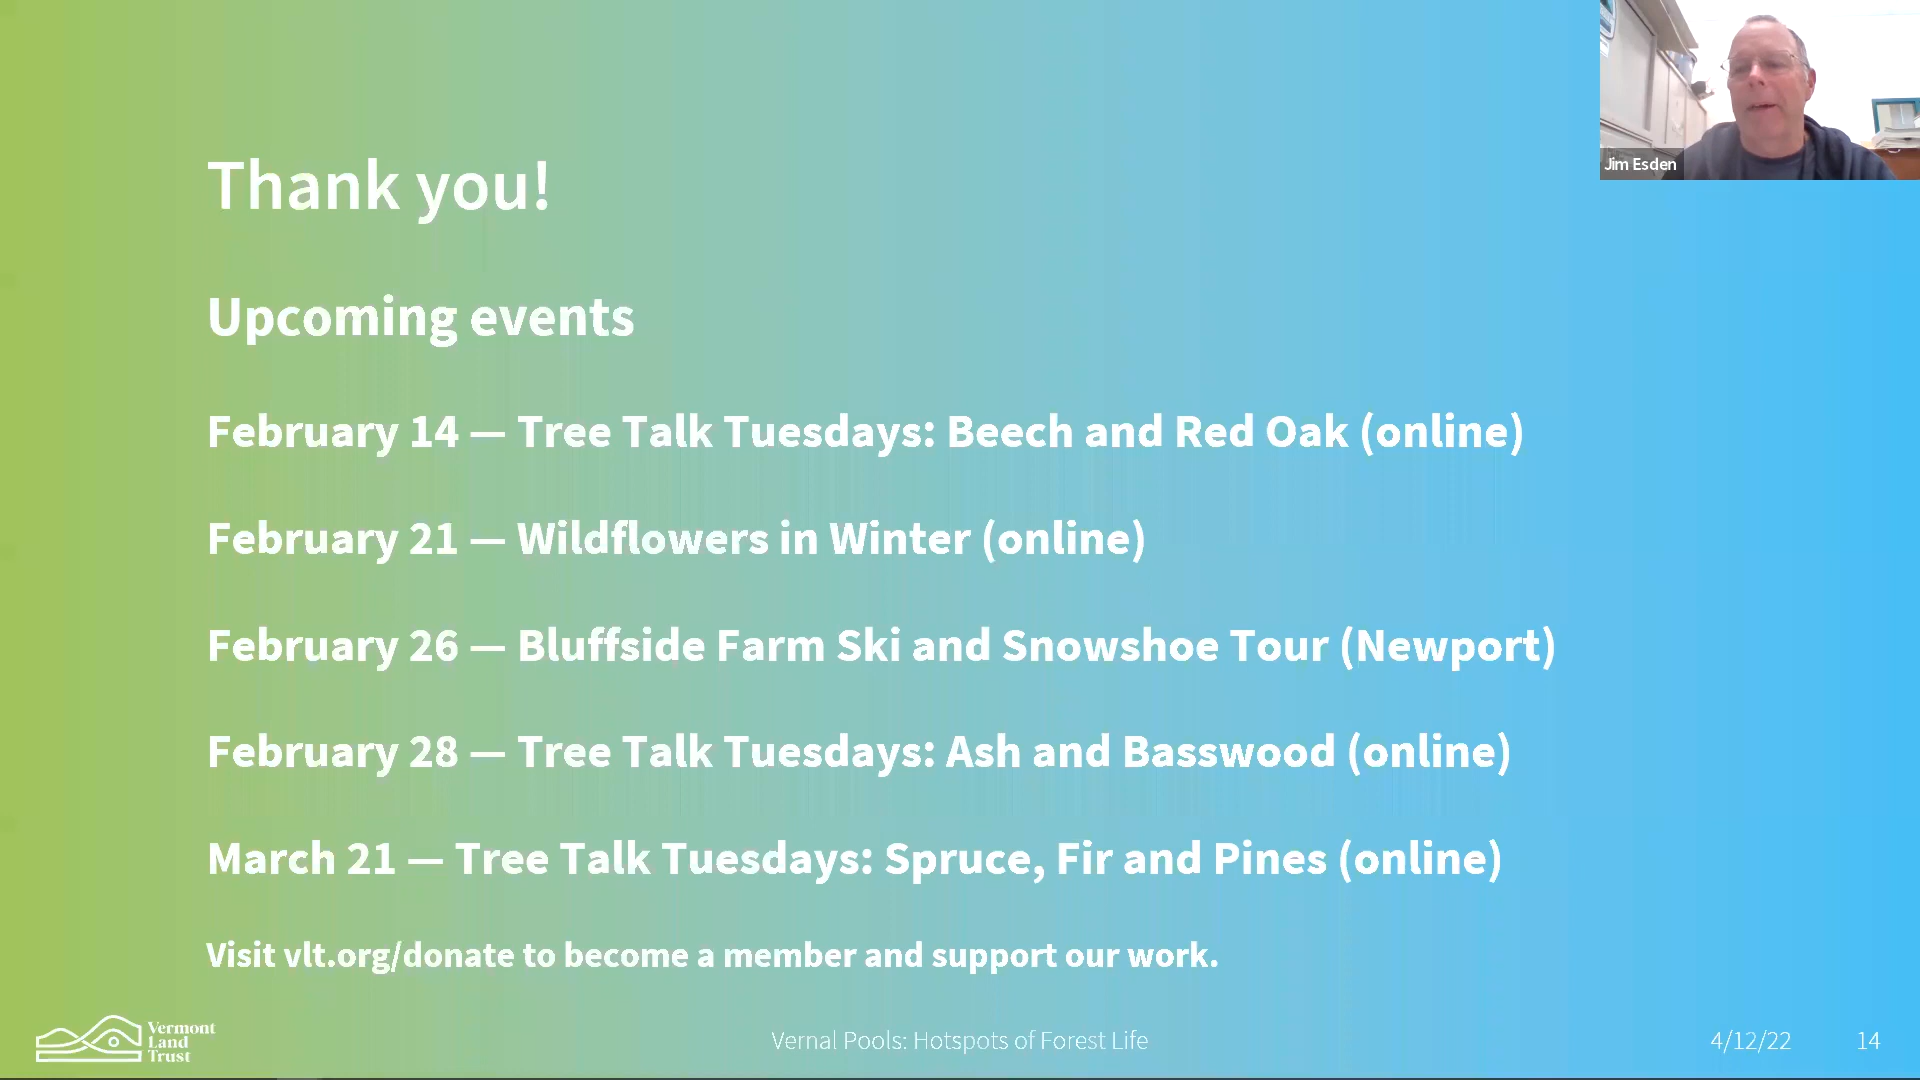 Jim Esden
Thank you!
Upcoming events
February 14 — Tree Talk Tuesdays: Beech and Red Oak (online)
February 21 — Wildflowers in Winter (online)
February 26 — Bluffside Farm Ski and Snowshoe Tour (Newport)
February 28 — Tree Talk Tuesdays: Ash and Basswood (online)
March 21 — Tree Talk Tuesdays: Spruce, Fir and Pines (online)
Visit vlt.org/donate to become a member and support our work.
Vermont
Land
Trust
Vernal Pools: Hotspots of Forest Life
4/12/22
14